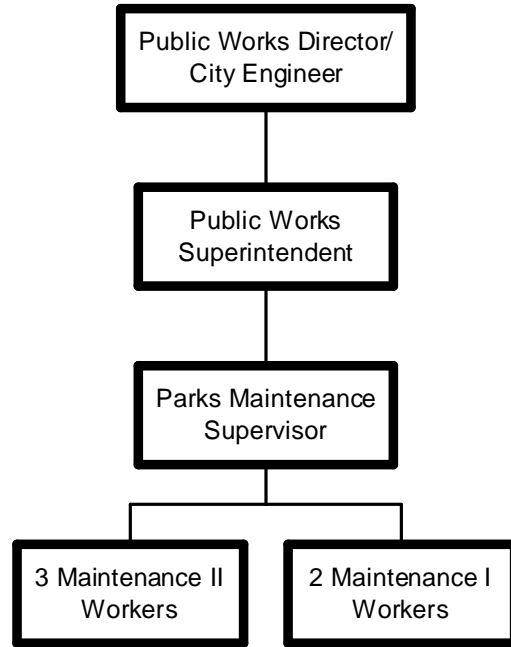 Public Works Director/
City Engineer
Public Works
Superintendent
Parks Maintenance
Supervisor
3 Maintenance II
Workers
2 Maintenance I
Workers